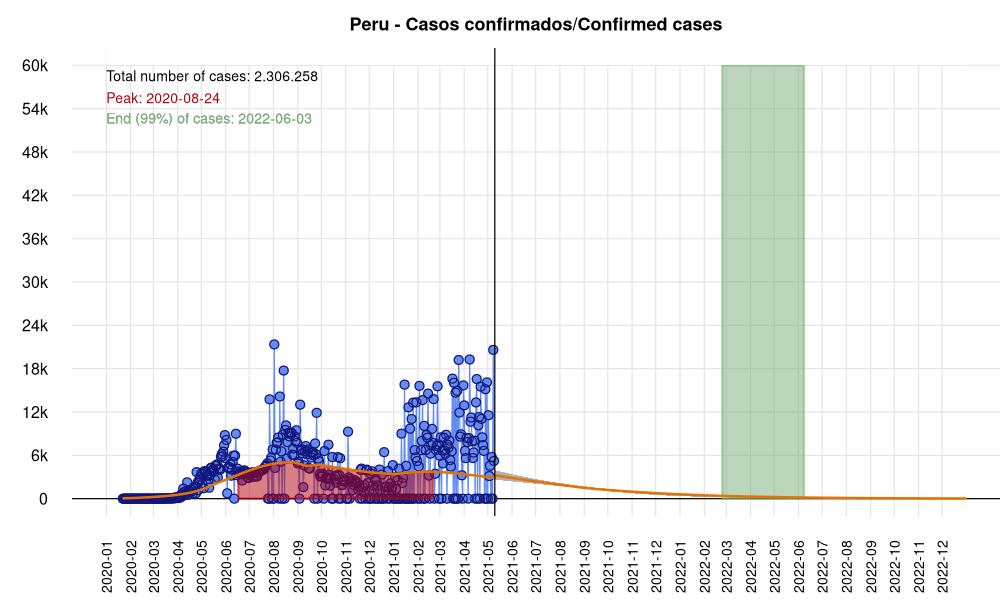 Peru - Casos confirmados/Confirmed cases
60k
Total number of cases: 2.306.258
Peak: 2020-08-24
End (99%) of cases: 2022-06-03
54k
48k
42k
36k
30k
24k
18k
12k
6k
0
2020-01
2020-02
2020-03
2020-04
2020-05
2020-06
2020-07
2020-08
2020-09
2020-10
2020-11
2020-12
2021-01
2021-02
2021-03
2021-04
2021-05
2021-06
2021-07
2021-08
2021-09
2021-10
2021-11
2021-12
2022-01
2022-02
2022-03
2022-04
2022-05
2022-06
2022-07
2022-08
2022-09
2022-10
2022-11
2022-12